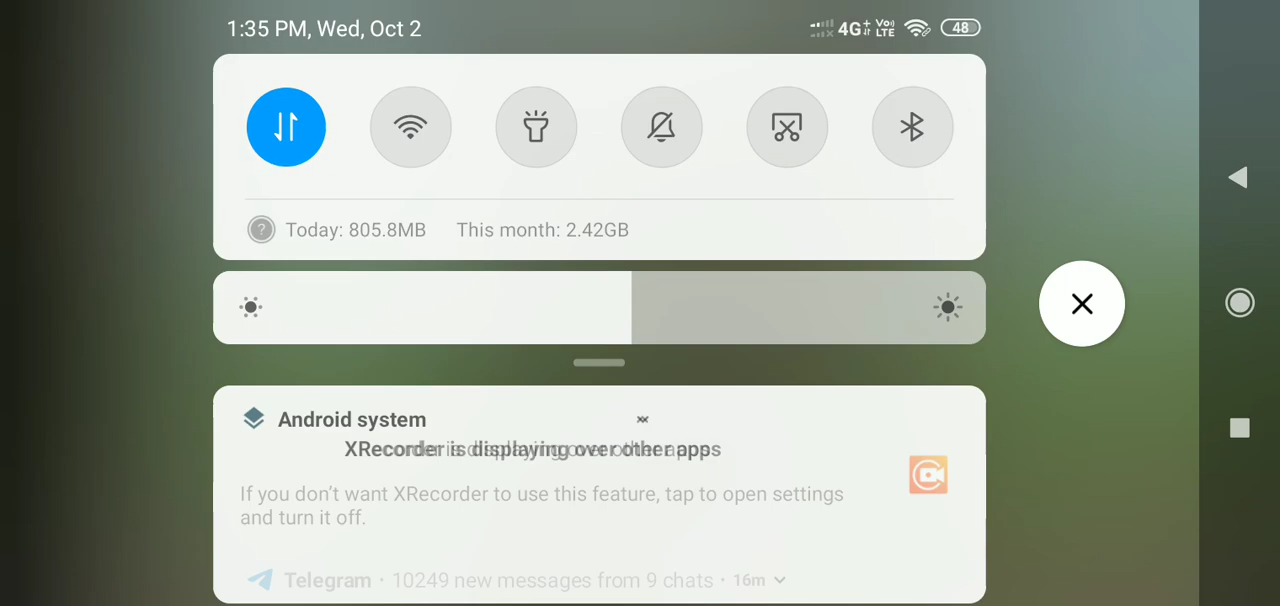 1:35 PM, Wed, Oct 2
4G+ Vo) LTE 48
? Today: 805.8MB This month: 2.42GB
Android system
XRecorder is displaying over other apps
If you don't want XRecorder to use this feature, tap to open settings
and turn it off.
Telegram · 10249 new messages from 9 chats · 16m